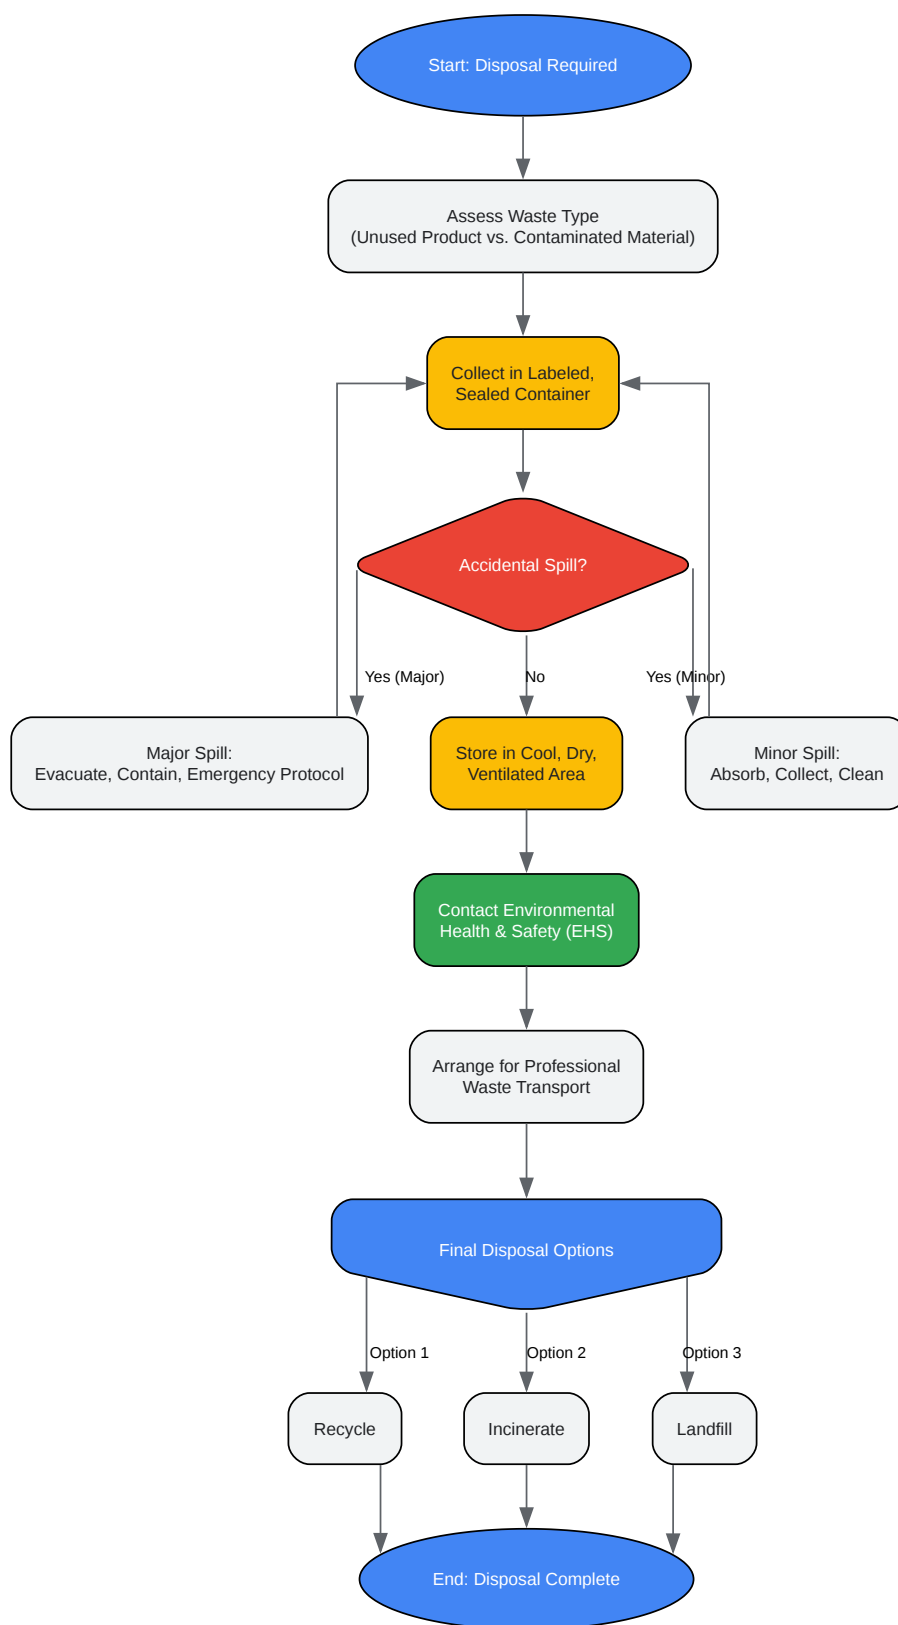 Start: Disposal Required
Assess Waste Type
(Unused Product vs. Contaminated Material)
Collect in Labeled,
Sealed Container
Accidental Spill?
Yes (Major)
No
Yes (Minor)
Major Spill:
Evacuate, Contain, Emergency Protocol
Store in Cool, Dry,
Ventilated Area
Minor Spill:
Absorb, Collect, Clean
Contact Environmental
Health & Safety (EHS)
Arrange for Professional
Waste Transport
Final Disposal Options
Option 1
Option 2
Option 3
Recycle
Incinerate
Landfill
End: Disposal Complete